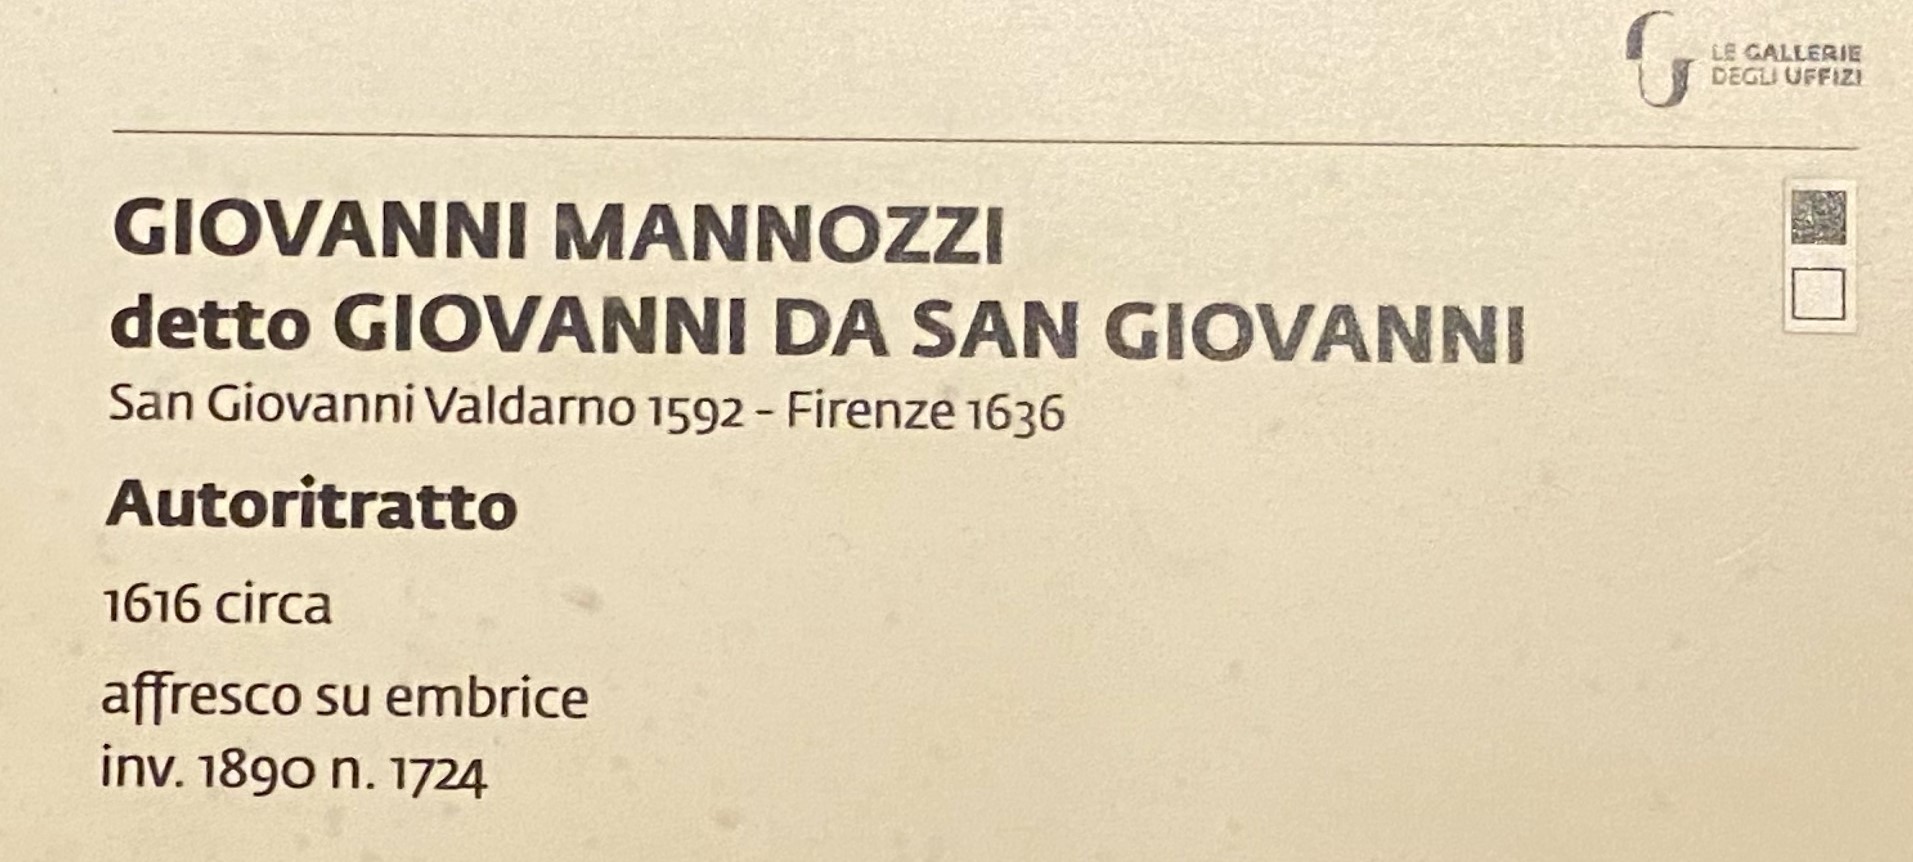 LE GALLERIE
DEGLI UFFIZI
GIOVANNI MANNOZZI
detto GIOVANNI DA SAN GIOVANNI
San Giovanni Valdarno 1592 - Firenze 1636
Autoritratto
1616 circa
affresco su embrice
inv. 1890 n. 1724